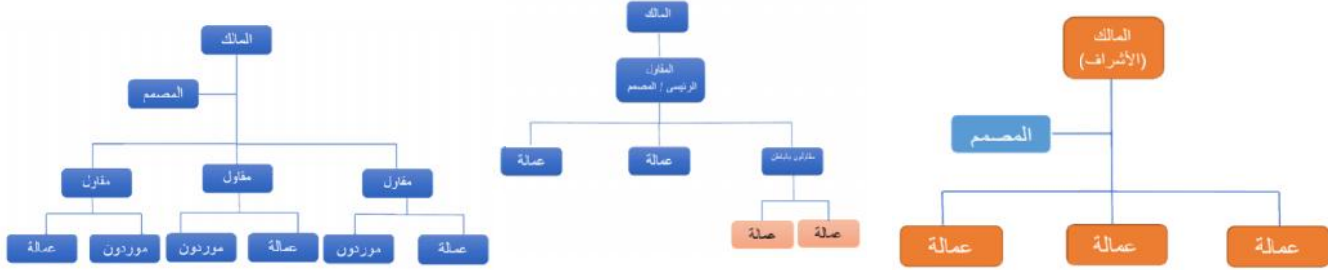 المالك
(الأشراف)
المصمم
عمالة
عمالة
عمالة
المالك
المقاول
الرئيسى / المصمم
مقاولون بالباطن
عمالة
عمالة
عمالة
عمالة
المالك
المصمم
مقاول
مقاول
مقاول
عمالة
موردون
عمالة
موردون
موردون
عمالة